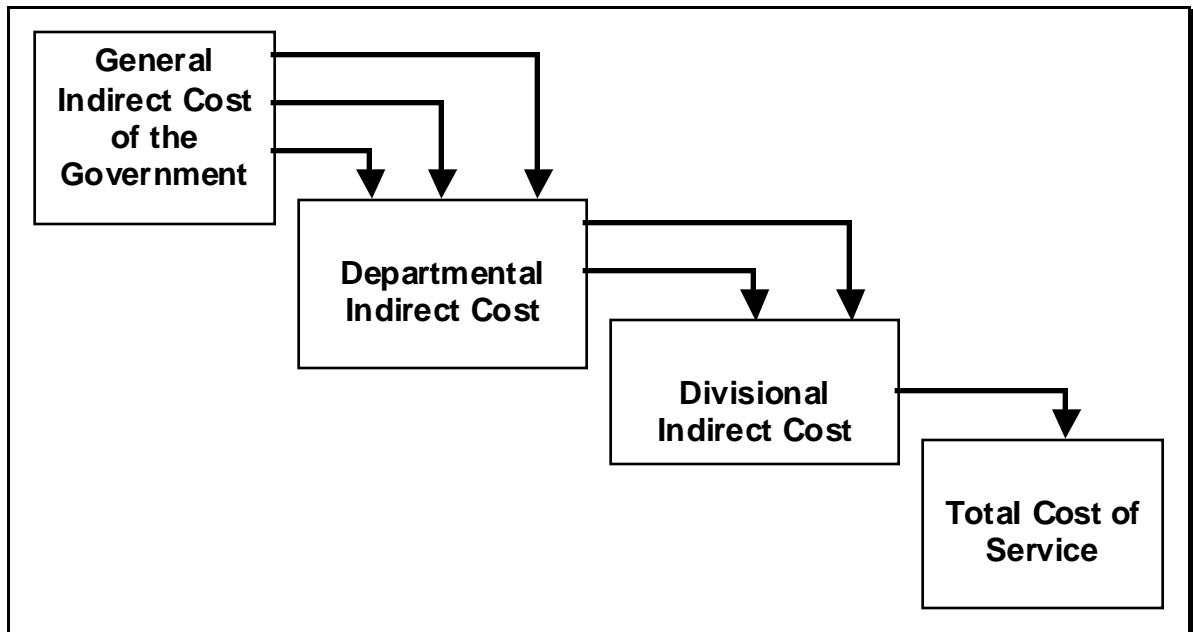 General
Indirect Cost
of the
Government
Departmental
Indirect Cost
Divisional
Indirect Cost
Total Cost of
Service